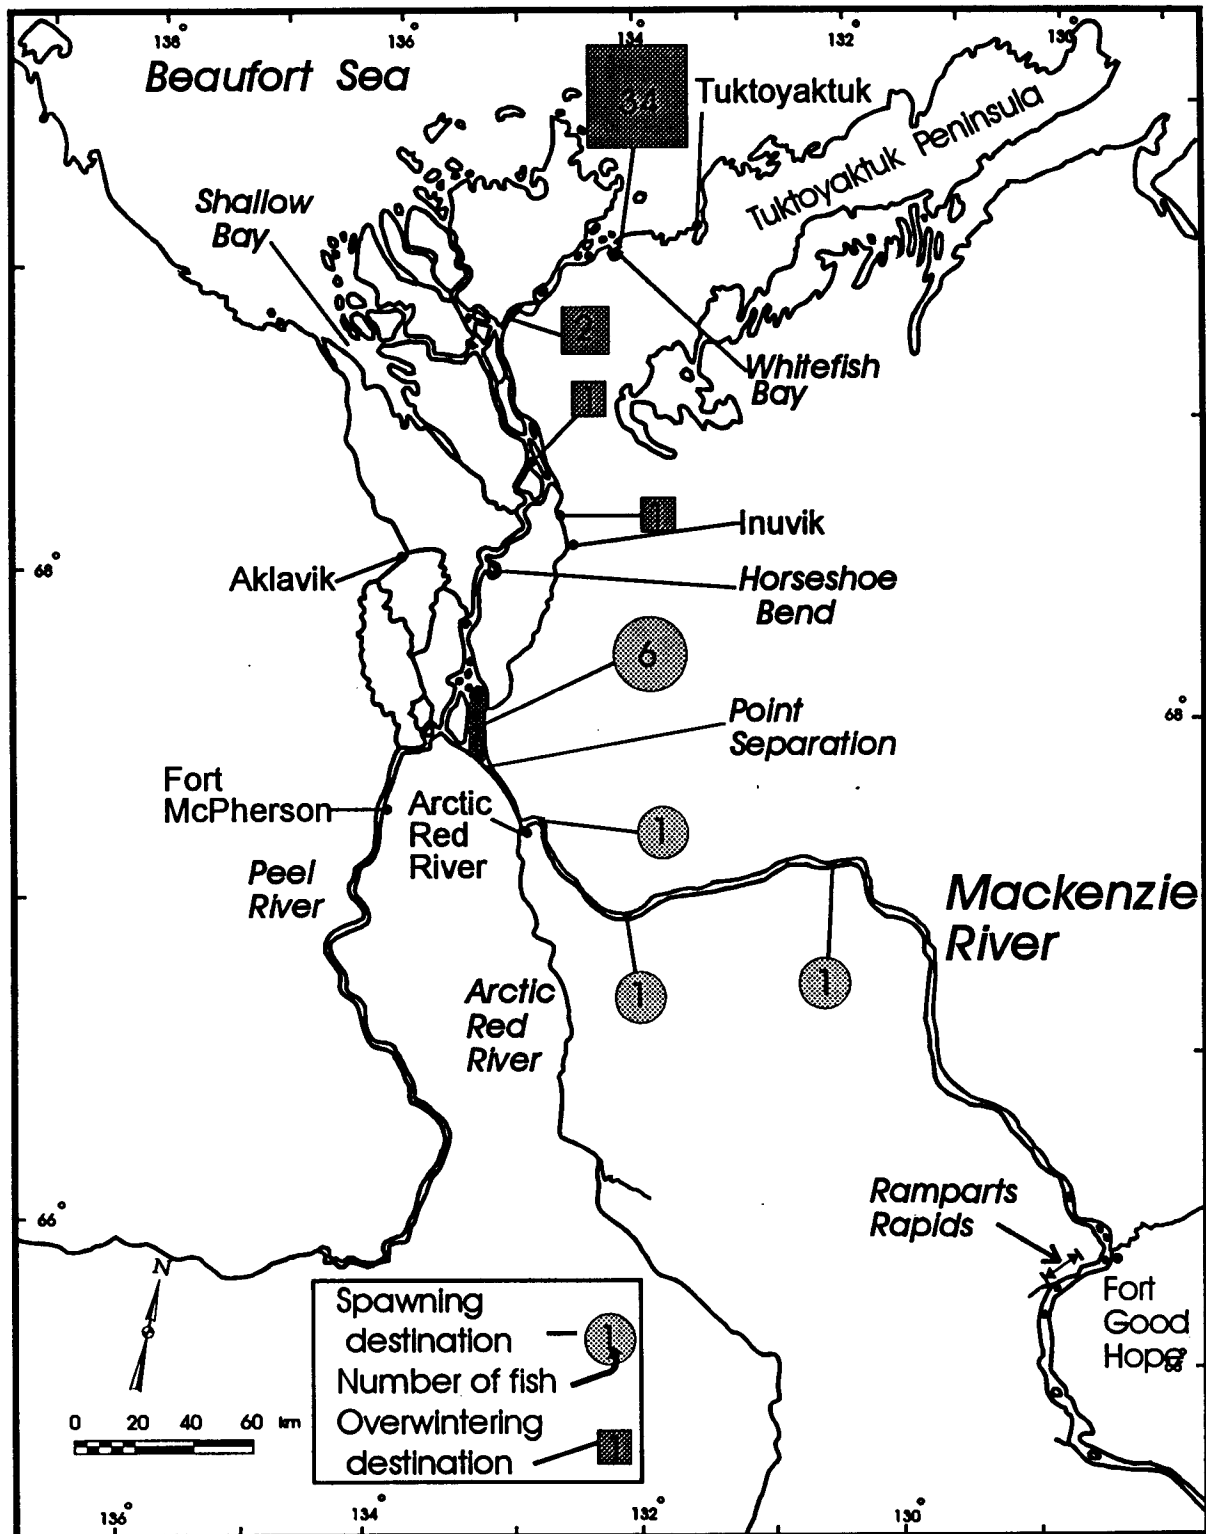 138°
136°
134°
132°
130°
Beaufort Sea
34
Tuktoyaktuk
Tuktoyaktuk Peninsula
Shallow
Bay
2
Whitefish
Bay
1
1
Inuvik
68°
Aklavik
Horseshoe
Bend
6
Point
Separation
68°
Fort
McPherson
Arctic
Red
River
1
Peel
River
Mackenzie
River
1
1
Arctic
Red
River
Ramparts
Rapids
66°
N
Fort
Good
Hope
66°
Spawning
destination
1
Number of fish
Overwintering
destination
1
0 20 40 60 km
136°
134°
132°
130°